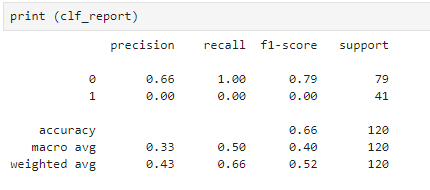 print (clf_report)
precision recall f1-score support
0 0.66 1.00 0.79 79
1 0.00 0.00 0.00 41
accuracy 0.66 120
macro avg 0.33 0.50 0.40 120
weighted avg 0.43 0.66 0.52 120